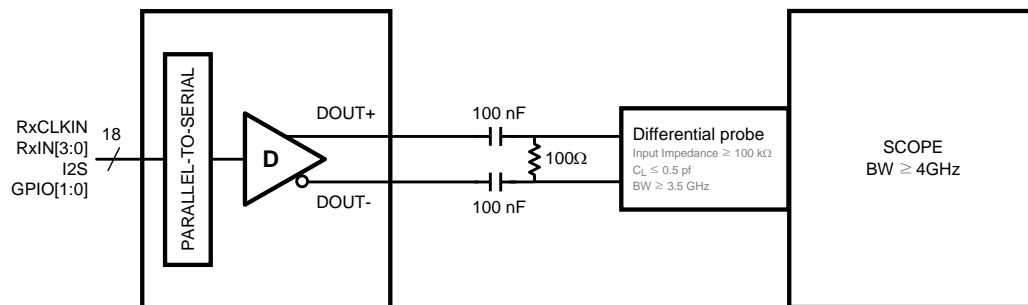 RxCLKIN
RxIN[3:0]
I2S
GPIO[1:0]
18
PARALLEL-TO-SERIAL
D
DOUT+
DOUT-
100 nF
100Ω
100 nF
Differential probe
Input Impedance ≥ 100 kΩ
CL ≤ 0.5 pf
BW ≥ 3.5 GHz
SCOPE
BW ≥ 4GHz